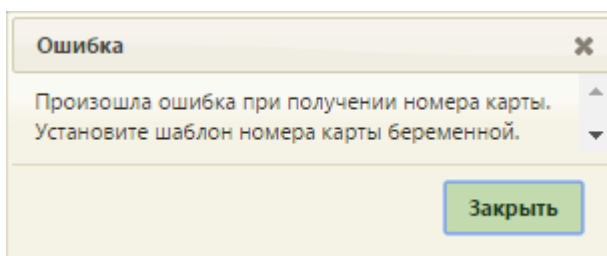 Ошибка
Произошла ошибка при получении номера карты.
Установите шаблон номера карты беременной.
Закрыть